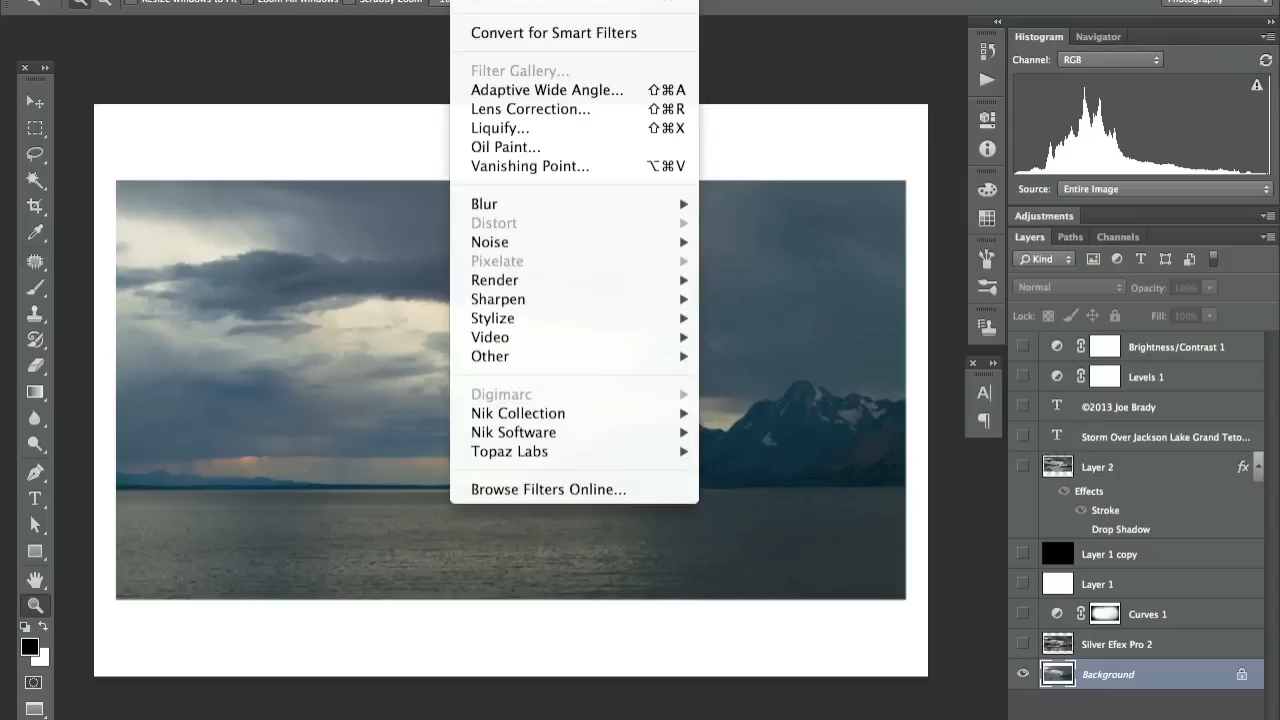 Resize Windows to Fit
Zoom All Windows
Scrubby Zoom
Photography
Convert for Smart Filters
Filter Gallery...
Adaptive Wide Angle... ⇧⌘A
Lens Correction... ⇧⌘R
Liquify... ⇧⌘X
Oil Paint...
Vanishing Point... ⌥⌘V
Blur
Distort
Noise
Pixelate
Render
Sharpen
Stylize
Video
Other
Digimarc
Nik Collection
Nik Software
Topaz Labs
Browse Filters Online...
Histogram Navigator
Channel: RGB
Source: Entire Image
Adjustments
Layers Paths Channels
Kind T
Normal Opacity: 100%
Lock: Fill: 100%
Brightness/Contrast 1
Levels 1
T ©2013 Joe Brady
T Storm Over Jackson Lake Grand Teto...
Layer 2 fx
Effects
Stroke
Drop Shadow
Layer 1 copy
Layer 1
Curves 1
Silver Efex Pro 2
Background
A
T